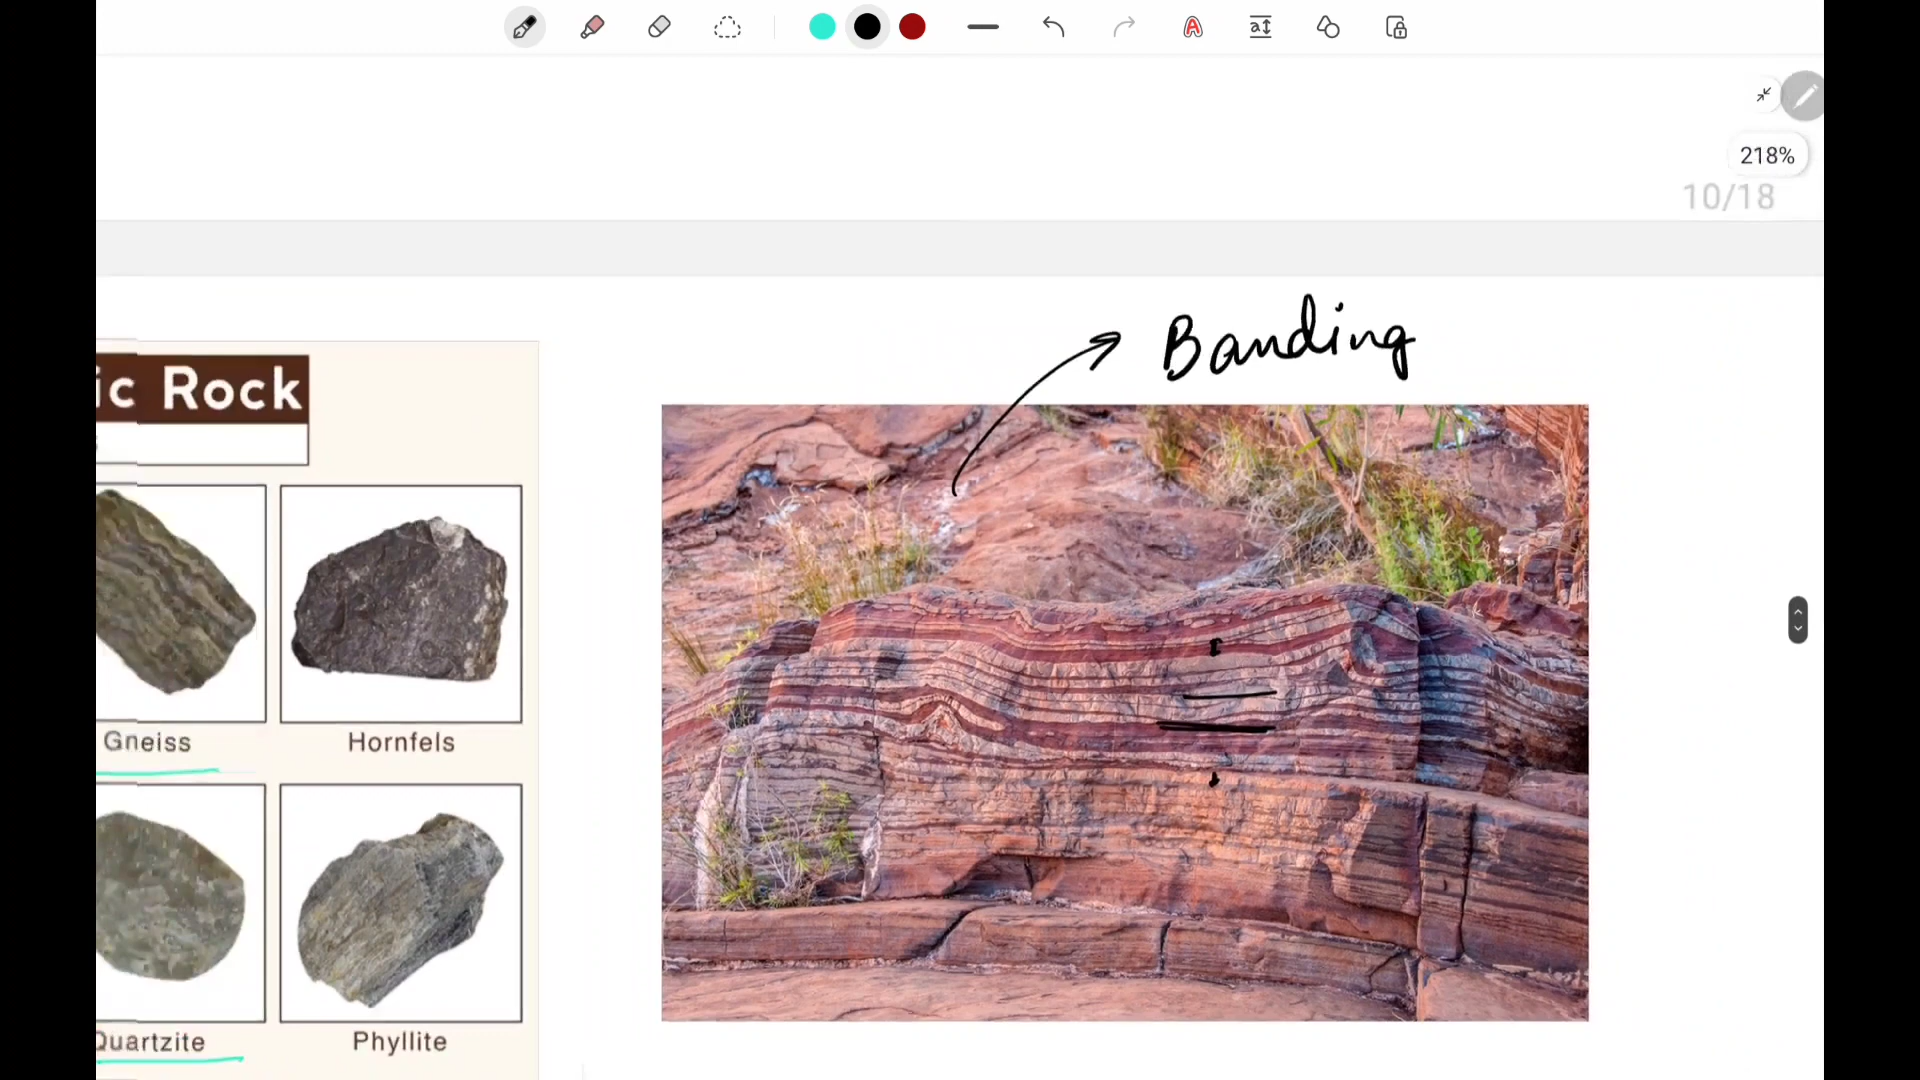 218%
10/18
Banding
ic Rock
Gneiss
Hornfels
Quartzite
Phyllite